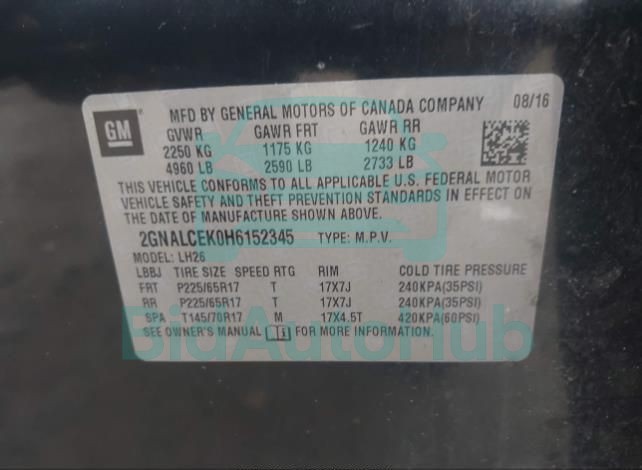 GM
MFD BY GENERAL MOTORS OF CANADA COMPANY 08/16
GVWR GAWR FRT GAWR RR
2250 KG 1175 KG 1240 KG
4960 LB 2590 LB 2733 LB
THIS VEHICLE CONFORMS TO ALL APPLICABLE U.S. FEDERAL MOTOR
VEHICLE SAFETY AND THEFT PREVENTION STANDARDS IN EFFECT ON
THE DATE OF MANUFACTURE SHOWN ABOVE.
2GNALCEK0H6152345 TYPE: M.P.V.
MODEL: LH26
LBBJ TIRE SIZE SPEED RTG RIM COLD TIRE PRESSURE
FRT P225/65R17 T 17X7J 240KPA(35PSI)
RR P225/65R17 T 17X7J 240KPA(35PSI)
SPA T145/70R17 M 17X4.5T 420KPA(60PSI)
SEE OWNER'S MANUAL FOR MORE INFORMATION.
BidAutoHub